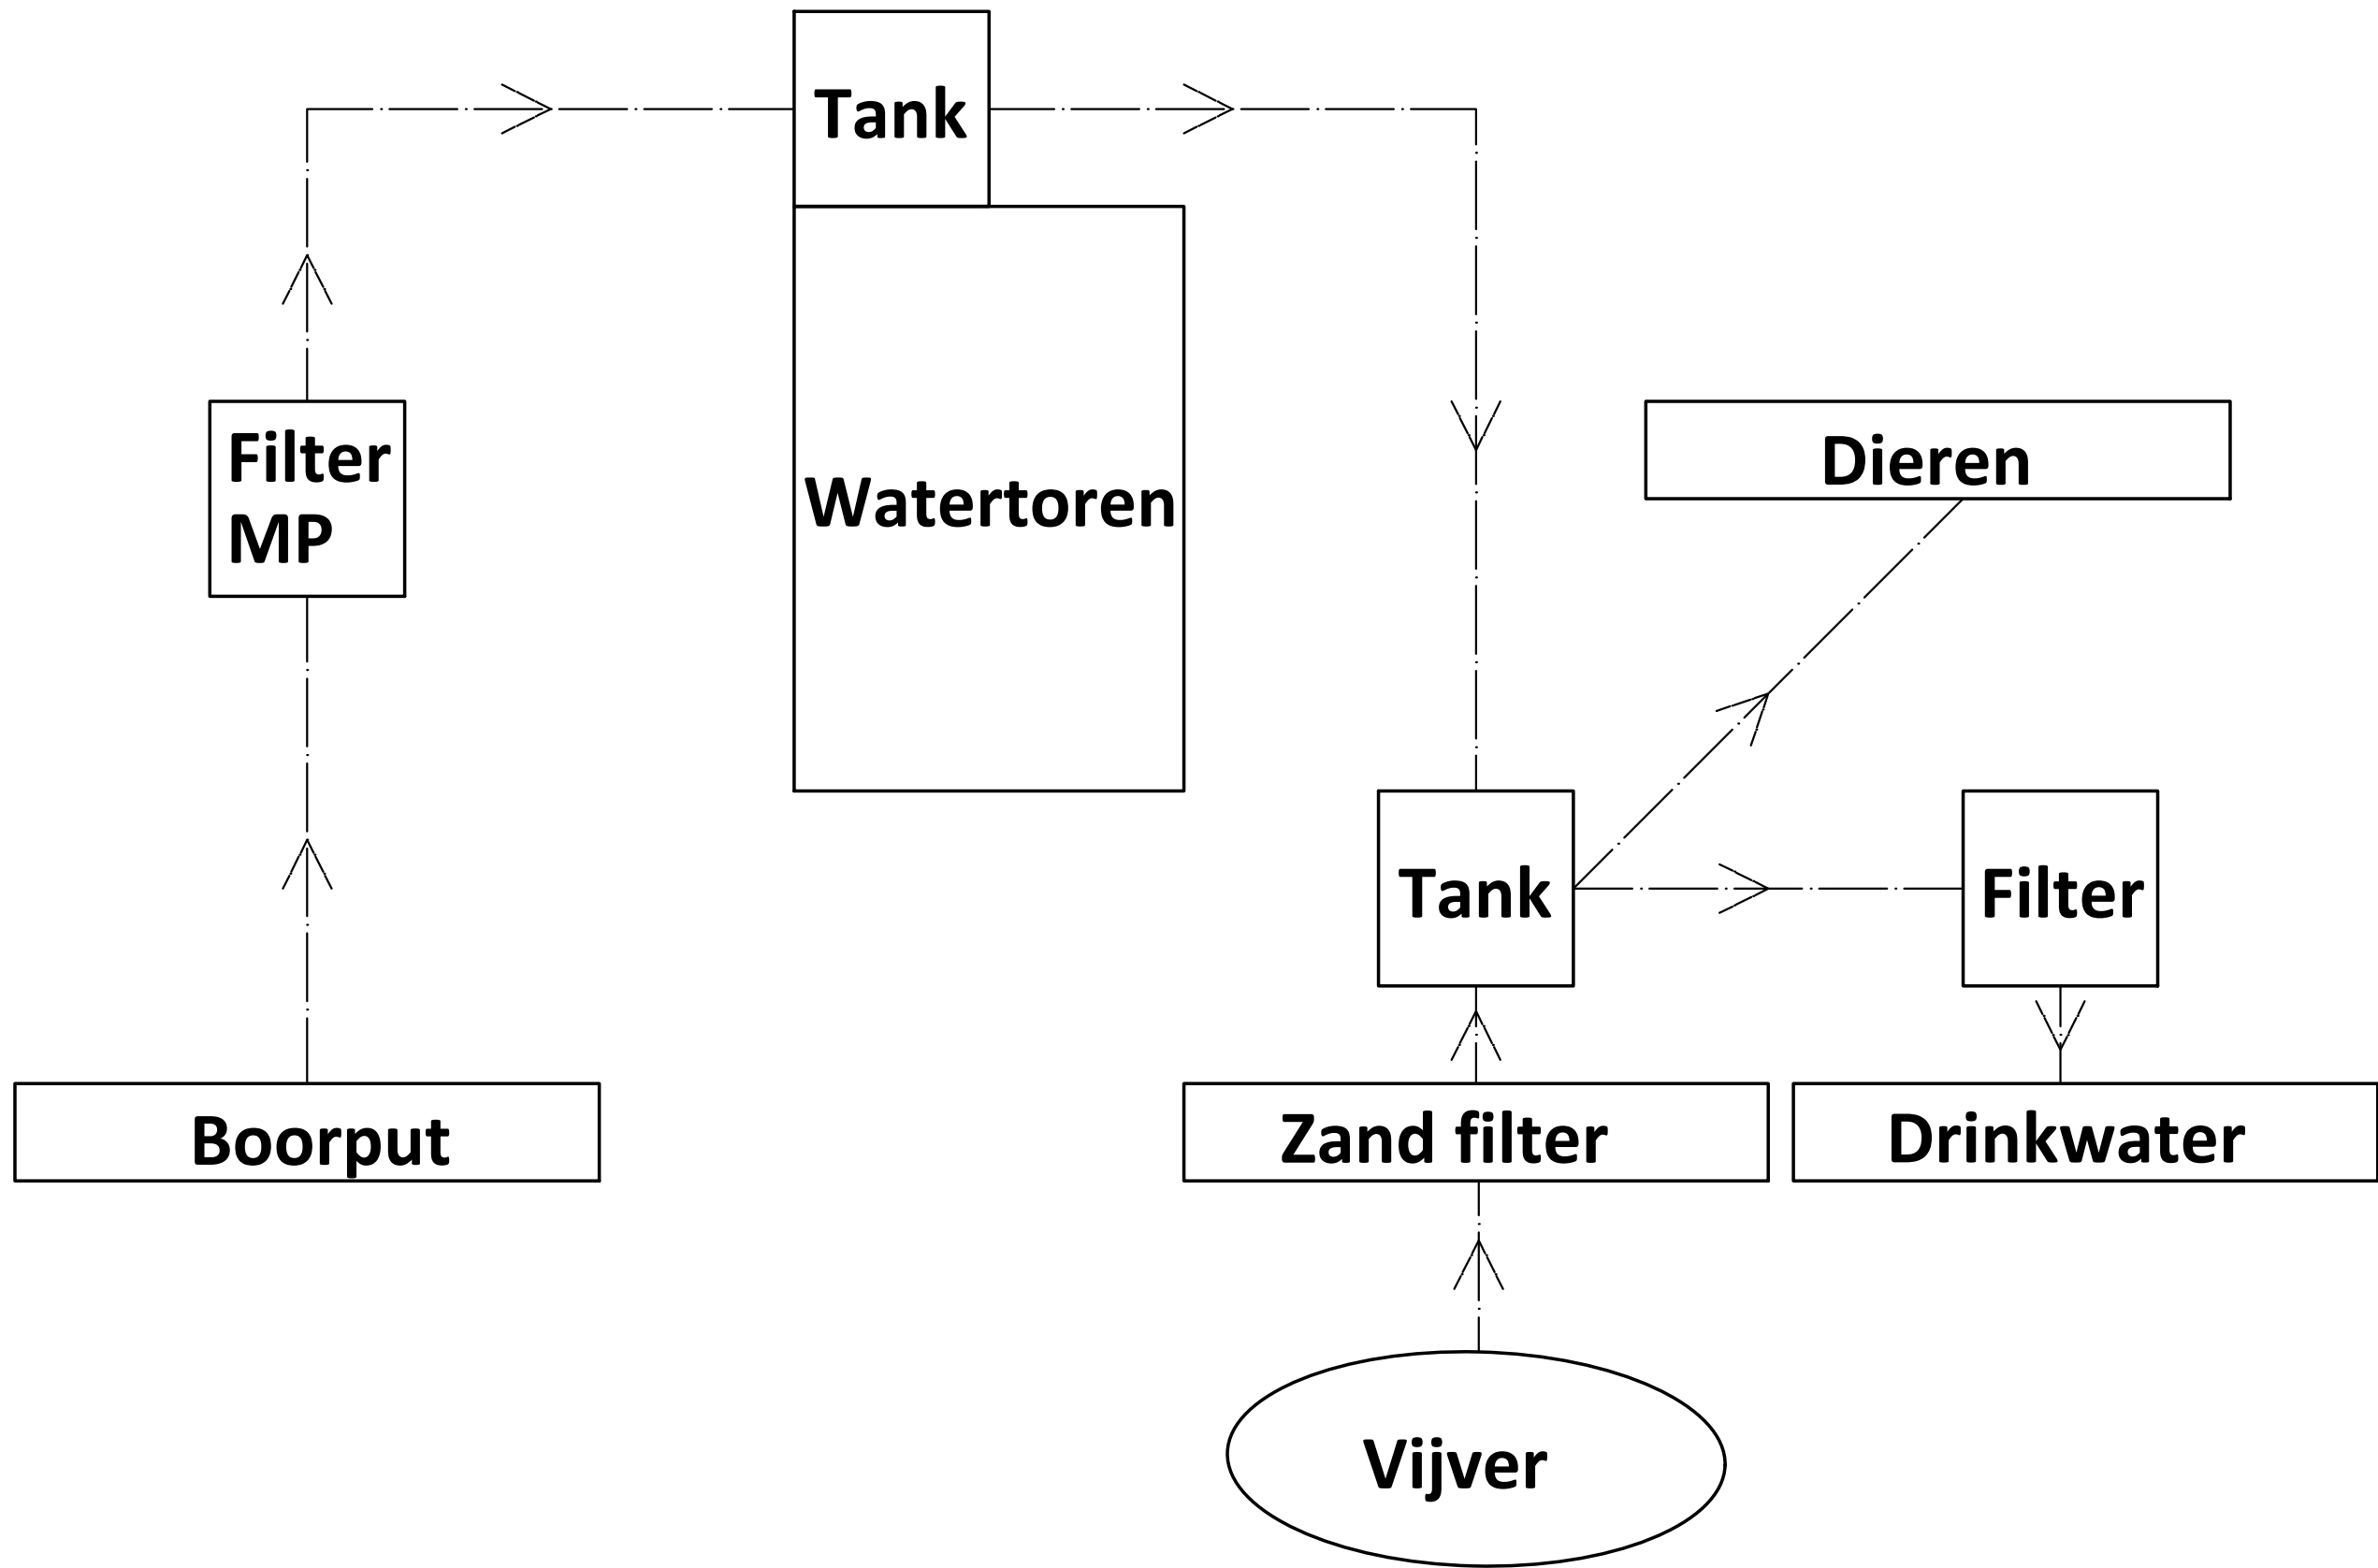 Tank
Filter
MP
Watertoren
Dieren
Tank
Filter
Boorput
Zand filter
Drinkwater
Vijver